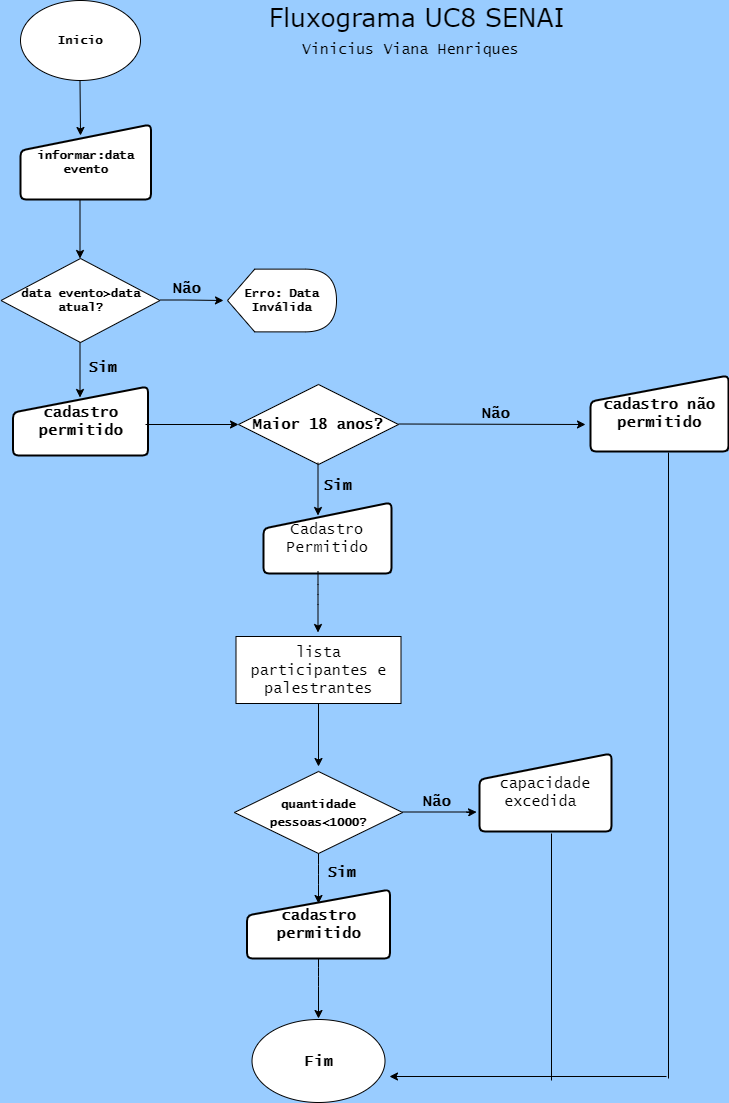 Fluxograma UC8 SENAI
Vinicius Viana Henriques
Inicio
informar:data
evento
data evento>data
atual?
Não
Erro: Data
Inválida
Sim
cadastro
permitido
Maior 18 anos?
Não
cadastro não
permitido
Sim
Cadastro
Permitido
lista
participantes e
palestrantes
quantidade
pessoas<1000?
Não
capacidade
excedida
Sim
cadastro
permitido
Fim